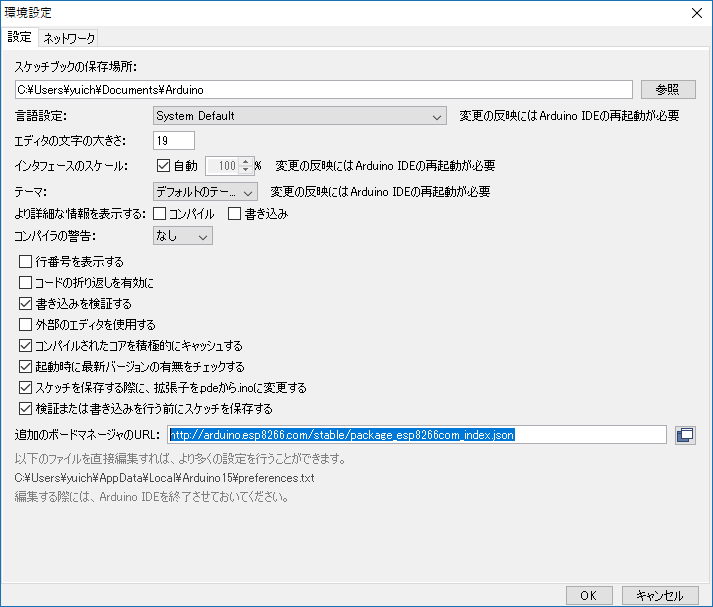 環境設定
設定 ネットワーク
スケッチブックの保存場所:
C:¥Users¥yuich¥Documents¥Arduino 参照
言語設定: System Default 変更の反映にはArduino IDEの再起動が必要
エディタの文字の大きさ: 19
インタフェースのスケール: 自動 100 % 変更の反映にはArduino IDEの再起動が必要
テーマ: デフォルトのテー... 変更の反映にはArduino IDEの再起動が必要
より詳細な情報を表示する: コンパイル 書き込み
コンパイラの警告: なし
行番号を表示する
コードの折り返しを有効に
書き込みを検証する
外部のエディタを使用する
コンパイルされたコアを積極的にキャッシュする
起動時に最新バージョンの有無をチェックする
スケッチを保存する際に、拡張子をpdeから.inoに変更する
検証または書き込みを行う前にスケッチを保存する
追加のボードマネージャのURL: http://arduino.esp8266.com/stable/package_esp8266com_index.json
以下のファイルを直接編集すれば、より多くの設定を行うことができます。
C:¥Users¥yuich¥AppData¥Local¥Arduino15¥preferences.txt
編集する際には、Arduino IDEを終了させておいてください。
OK キャンセル